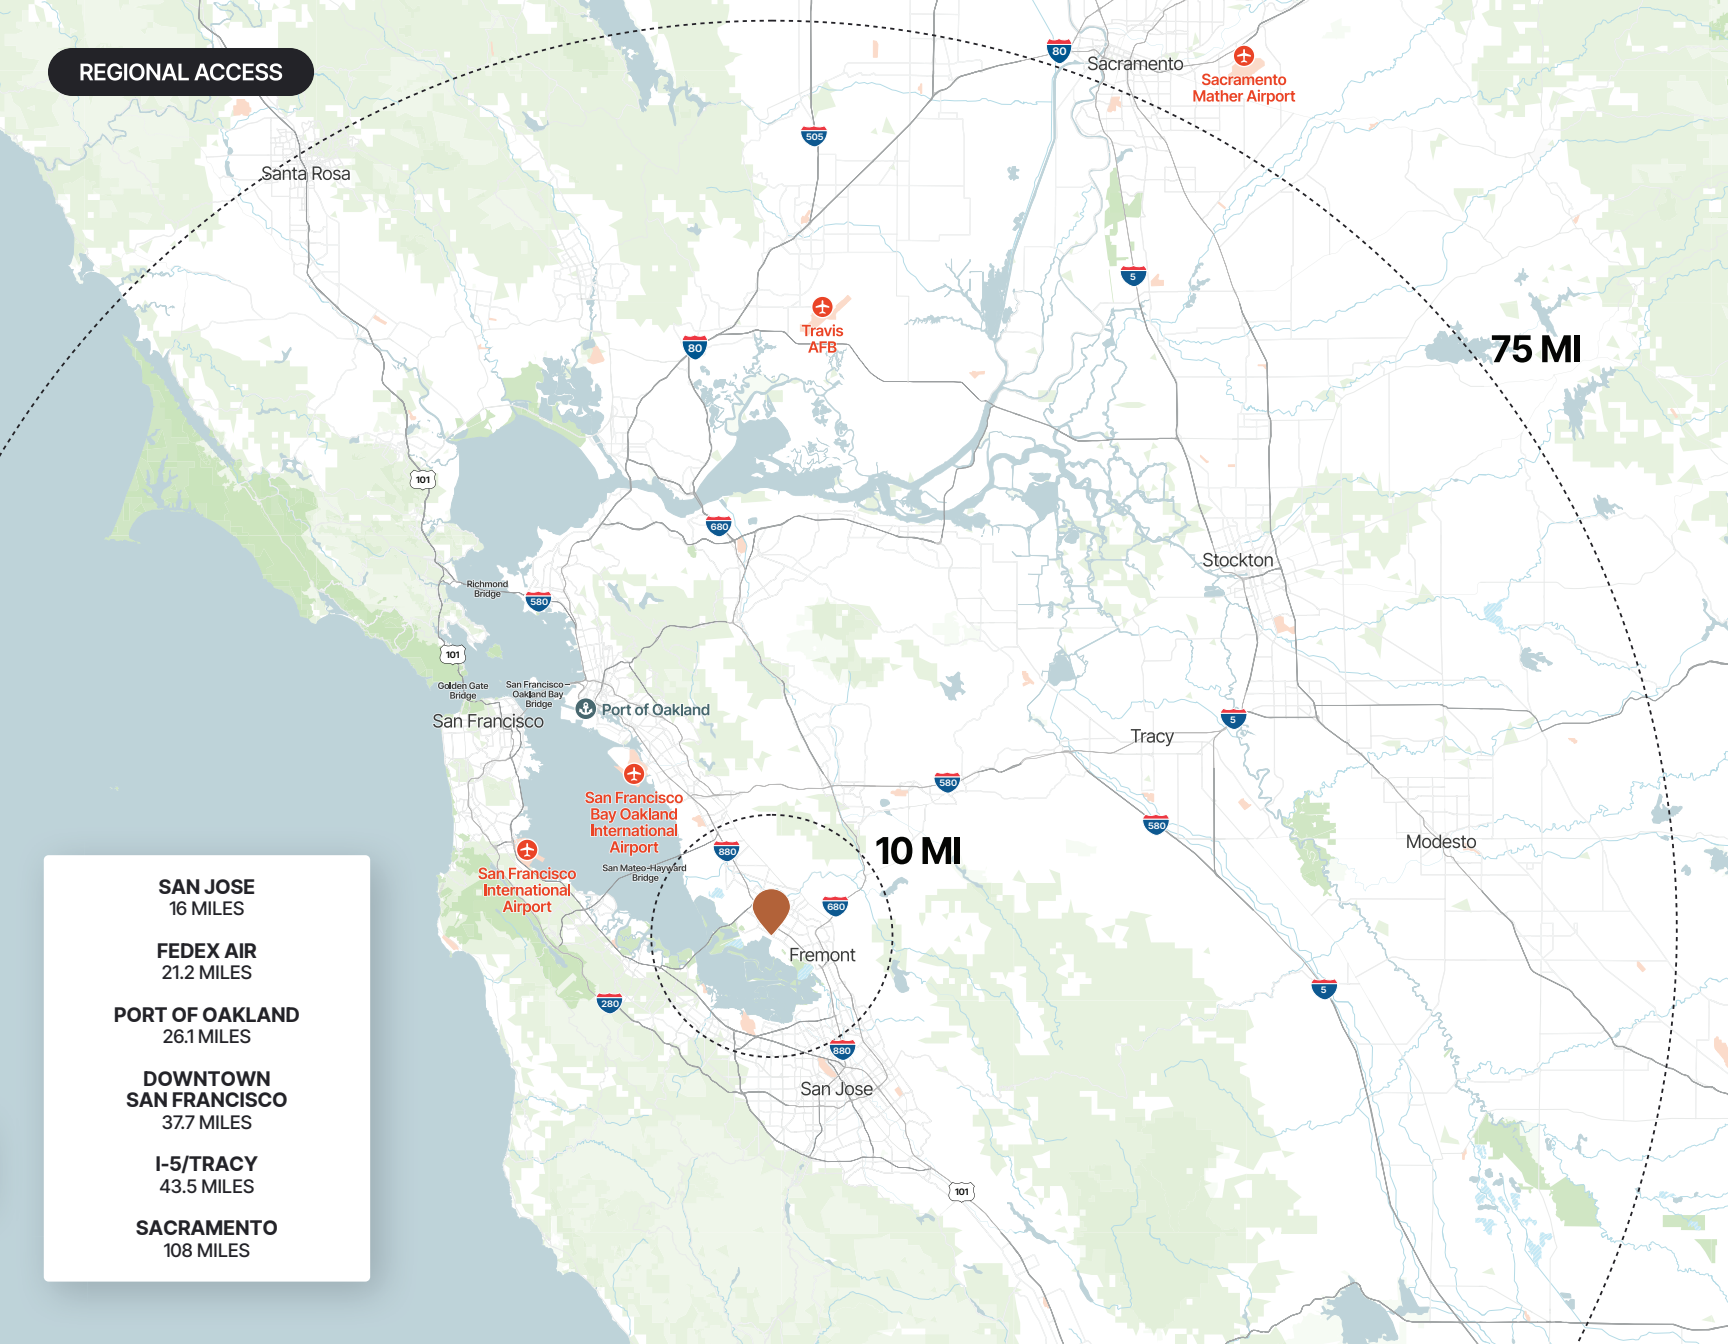 REGIONAL ACCESS
80
Sacramento
Sacramento
Mather Airport
505
Santa Rosa
5
Travis
AFB
80
75 MI
101
680
Stockton
Richmond
Bridge
580
101
Golden Gate
Bridge
San Francisco –
Oakland Bay
Bridge
San Francisco
Port of Oakland
5
Tracy
580
San Francisco
Bay Oakland
International
Airport
580
Modesto
10 MI
880
San Francisco
International
Airport
San Mateo-Hayward
Bridge
680
Fremont
280
5
880
San Jose
101
SAN JOSE
16 MILES
FEDEX AIR
21.2 MILES
PORT OF OAKLAND
26.1 MILES
DOWNTOWN
SAN FRANCISCO
37.7 MILES
I-5/TRACY
43.5 MILES
SACRAMENTO
108 MILES